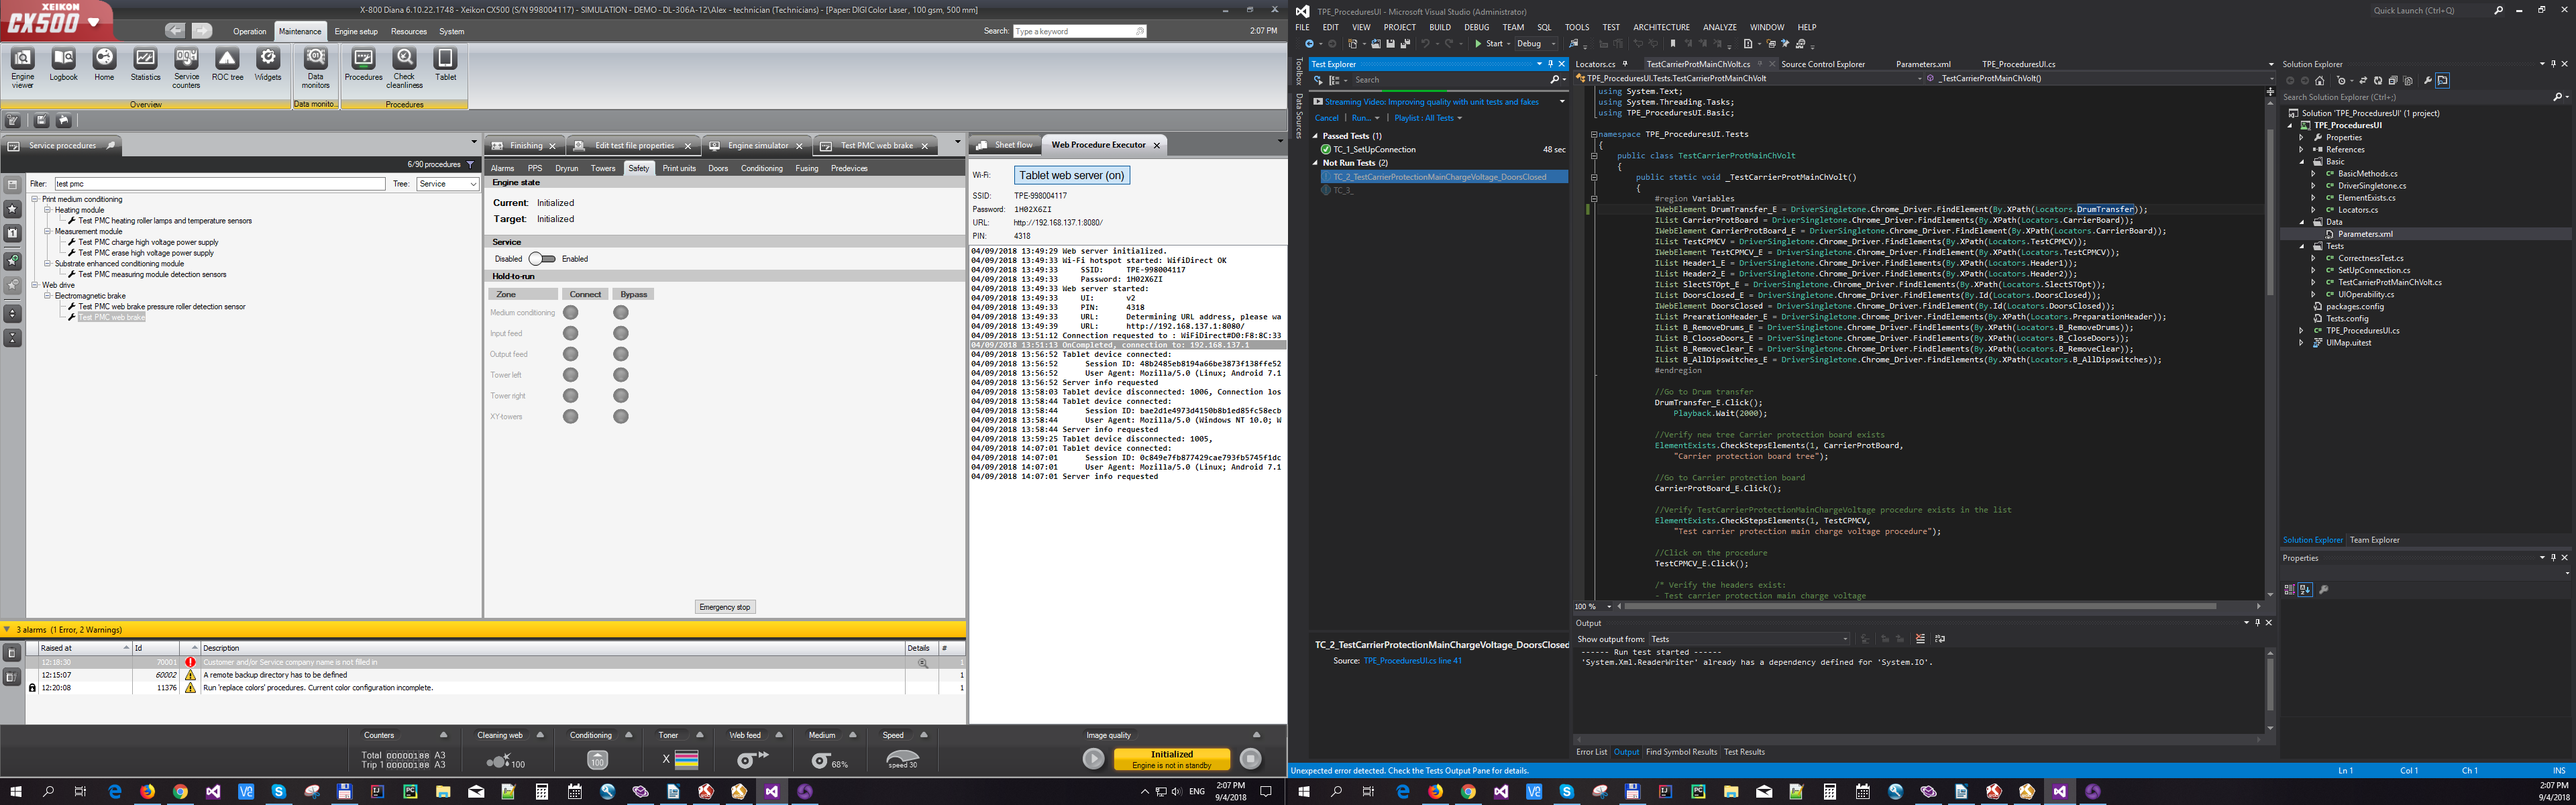 XEIKON
CX500
X-800 Diana 6.10.22.1748 - Xeikon CX500 (S/N 998004117) - SIMULATION - DEMO - DL-306A-12\Alex - technician (Technicians) - [Paper: DIGI Color Laser , 100 gsm, 500 mm]
Operation Maintenance Engine setup Resources System
Search: Type a keyword 2:07 PM
Engine viewer Logbook Home Statistics Service counters ROC tree Widgets Data monitors Procedures Check cleanliness Tablet
Overview Data monito... Procedures
Service procedures
6/90 procedures
Filter: test pmc Tree: Service
Print medium conditioning
Heating module
Test PMC heating roller lamps and temperature sensors
Measurement module
Test PMC charge high voltage power supply
Test PMC erase high voltage power supply
Substrate enhanced conditioning module
Test PMC measuring module detection sensors
Web drive
Electromagnetic brake
Test PMC web brake pressure roller detection sensor
Test PMC web brake
Finishing Edit test file properties Engine simulator Test PMC web brake
Alarms PPS Dryrun Towers Safety Print units Doors Conditioning Fusing Predevices
Engine state
Current: Initialized
Target: Initialized
Service
Disabled Enabled
Hold-to-run
Zone Connect Bypass
Medium conditioning
Input feed
Output feed
Tower left
Tower right
XY-towers
Emergency stop
Sheet flow Web Procedure Executor
Wi-Fi: Tablet web server (on)
SSID: TPE-998004117
Password: 1H02X6ZI
URL: http://192.168.137.1:8080/
PIN: 4318
04/09/2018 13:49:29 Web server initialized.
04/09/2018 13:49:33 Wi-Fi hotspot started: WifiDirect OK
04/09/2018 13:49:33 SSID: TPE-998004117
04/09/2018 13:49:33 Password: 1H02X6ZI
04/09/2018 13:49:33 Web server started:
04/09/2018 13:49:33 UI: v2
04/09/2018 13:49:33 PIN: 4318
04/09/2018 13:49:33 URL: Determining URL address, please wa
04/09/2018 13:49:39 URL: http://192.168.137.1:8080/
04/09/2018 13:51:12 Connection requested to : WiFiDirect#D0:F8:8C:33
04/09/2018 13:51:13 OnCompleted, connection to: 192.168.137.1
04/09/2018 13:56:52 Tablet device connected:
04/09/2018 13:56:52 Session ID: 48b2485eb8194a66be3873f138ffe52
04/09/2018 13:56:52 User Agent: Mozilla/5.0 (Linux; Android 7.1
04/09/2018 13:56:52 Server info requested
04/09/2018 13:58:03 Tablet device disconnected: 1006, Connection los
04/09/2018 13:58:44 Tablet device connected:
04/09/2018 13:58:44 Session ID: bae2d1e4973d4150b8b1ed85fc58ecb
04/09/2018 13:58:44 User Agent: Mozilla/5.0 (Windows NT 10.0; W
04/09/2018 13:58:44 Server info requested
04/09/2018 13:59:25 Tablet device disconnected: 1005,
04/09/2018 14:07:01 Tablet device connected:
04/09/2018 14:07:01 Session ID: 0c849e7fb877429cae793fb5745f1dc
04/09/2018 14:07:01 User Agent: Mozilla/5.0 (Linux; Android 7.1
04/09/2018 14:07:01 Server info requested
3 alarms (1 Error, 2 Warnings)
Raised at Id Description Details #
12:18:30 70001 Customer and/or Service company name is not filled in 1
12:15:07 60002 A remote backup directory has to be defined 1
12:20:08 11376 Run 'replace colors' procedures. Current color configuration incomplete. 1
Counters Cleaning web Conditioning Toner Web feed Medium Speed Image quality
Total 00000188 A3
Trip 1 00000188 A3
100 100 X 68% speed 30
Initialized
Engine is not in standby
ENG 2:07 PM
9/4/2018
TPE_ProceduresUI - Microsoft Visual Studio (Administrator) Quick Launch (Ctrl+Q)
FILE EDIT VIEW PROJECT BUILD DEBUG TEAM SQL TOOLS TEST ARCHITECTURE ANALYZE WINDOW HELP
Start Debug
Toolbox
Data Sources
Test Explorer
Search
Streaming Video: Improving quality with unit tests and fakes
Cancel Run... Playlist : All Tests
Passed Tests (1)
TC_1_SetUpConnection 48 sec
Not Run Tests (2)
TC_2_TestCarrierProtectionMainChargeVoltage_DoorsClosed
TC_3_
TC_2_TestCarrierProtectionMainChargeVoltage_DoorsClosed
Source: TPE_ProceduresUI.cs line 41
Locators.cs TestCarrierProtMainChVolt.cs Source Control Explorer Parameters.xml TPE_ProceduresUI.cs
TPE_ProceduresUI.Tests.TestCarrierProtMainChVolt _TestCarrierProtMainChVolt()
using System.Text;
using System.Threading.Tasks;
using TPE_ProceduresUI.Basic;
namespace TPE_ProceduresUI.Tests
{
public class TestCarrierProtMainChVolt
{
public static void _TestCarrierProtMainChVolt()
{
#region Variables
IWebElement DrumTransfer_E = DriverSingletone.Chrome_Driver.FindElement(By.XPath(Locators.DrumTransfer));
IList CarrierProtBoard = DriverSingletone.Chrome_Driver.FindElements(By.XPath(Locators.CarrierBoard));
IWebElement CarrierProtBoard_E = DriverSingletone.Chrome_Driver.FindElement(By.XPath(Locators.CarrierBoard));
IList TestCPMCV = DriverSingletone.Chrome_Driver.FindElements(By.XPath(Locators.TestCPMCV));
IWebElement TestCPMCV_E = DriverSingletone.Chrome_Driver.FindElement(By.XPath(Locators.TestCPMCV));
IList Header1_E = DriverSingletone.Chrome_Driver.FindElements(By.XPath(Locators.Header1));
IList Header2_E = DriverSingletone.Chrome_Driver.FindElements(By.XPath(Locators.Header2));
IList SlectSTOpt_E = DriverSingletone.Chrome_Driver.FindElements(By.XPath(Locators.SlectSTOpt));
IList DoorsClosed_E = DriverSingletone.Chrome_Driver.FindElements(By.Id(Locators.DoorsClosed));
IWebElement DoorsClosed = DriverSingletone.Chrome_Driver.FindElement(By.Id(Locators.DoorsClosed));
IList PrearationHeader_E = DriverSingletone.Chrome_Driver.FindElements(By.XPath(Locators.PreparationHeader));
IList B_RemoveDrums_E = DriverSingletone.Chrome_Driver.FindElements(By.XPath(Locators.B_RemoveDrums));
IList B_ClooseDoors_E = DriverSingletone.Chrome_Driver.FindElements(By.XPath(Locators.B_CloseDoors));
IList B_RemoveClear_E = DriverSingletone.Chrome_Driver.FindElements(By.XPath(Locators.B_RemoveClear));
IList B_AllDipswitches_E = DriverSingletone.Chrome_Driver.FindElements(By.XPath(Locators.B_AllDipswitches));
#endregion
//Go to Drum transfer
DrumTransfer_E.Click();
Playback.Wait(2000);
//Verify new tree Carrier protection board exists
ElementExists.CheckStepsElements(1, CarrierProtBoard,
"Carrier protection board tree");
//Go to Carrier protection board
CarrierProtBoard_E.Click();
//Verify TestCarrierProtectionMainChargeVoltage procedure exists in the list
ElementExists.CheckStepsElements(1, TestCPMCV,
"Test carrier protection main charge voltage procedure");
//Click on the procedure
TestCPMCV_E.Click();
/* Verify the headers exist:
- Test carrier protection main charge voltage
100 %
Output
Show output from: Tests
------ Run test started ------
'System.Xml.ReaderWriter' already has a dependency defined for 'System.IO'.
Error List Output Find Symbol Results Test Results
Solution Explorer
Search Solution Explorer (Ctrl+;)
Solution 'TPE_ProceduresUI' (1 project)
TPE_ProceduresUI
Properties
References
Basic
BasicMethods.cs
DriverSingletone.cs
ElementExists.cs
Locators.cs
Data
Parameters.xml
Tests
CorrectnessTest.cs
SetUpConnection.cs
TestCarrierProtMainChVolt.cs
UIOperability.cs
packages.config
Tests.config
TPE_ProceduresUI.cs
UIMap.uitest
Solution Explorer Team Explorer
Properties
Unexpected error detected. Check the Tests Output Pane for details. Ln 1 Col 1 Ch 1 INS
ENG 2:07 PM
9/4/2018